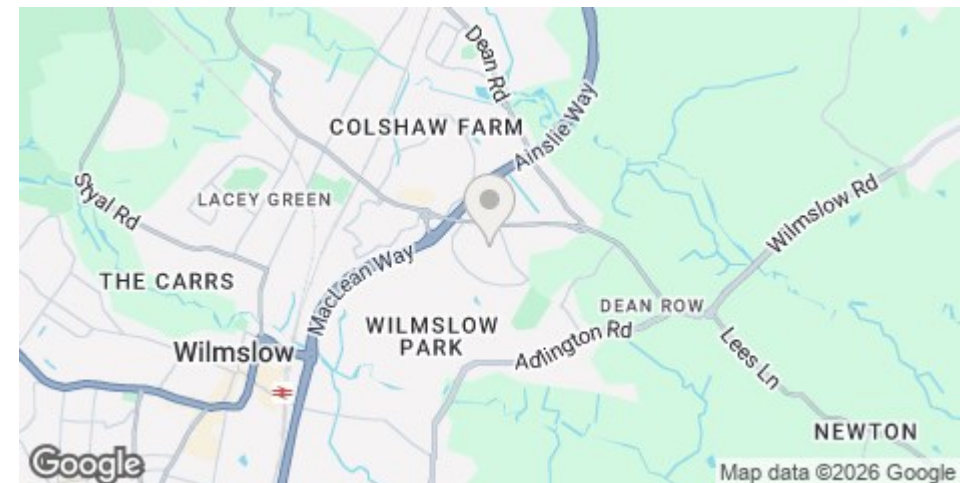 Dean Rd
COLSHAW FARM
Ainslie Way
LACEY GREEN
Styal Rd
Wilmslow Rd
MacLean Way
THE CARRS
DEAN ROW
WILMSLOW
PARK
Adlington Rd
Wilmslow
Lees Ln
NEWTON
Google
Map data ©2026 Google